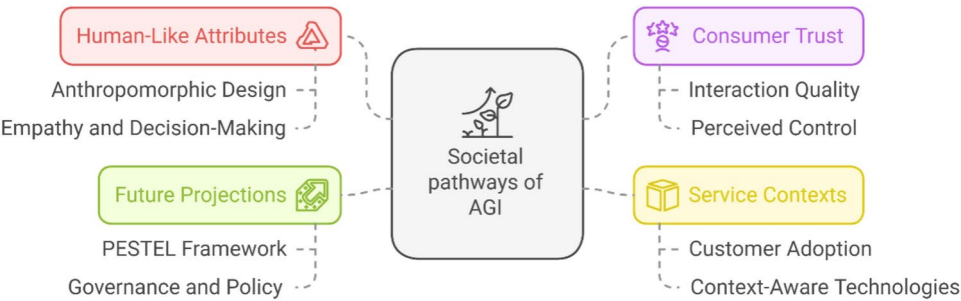 Human-Like Attributes
Anthropomorphic Design
Empathy and Decision-Making
Future Projections
PESTEL Framework
Governance and Policy
Societal
pathways of
AGI
Consumer Trust
Interaction Quality
Perceived Control
Service Contexts
Customer Adoption
Context-Aware Technologies